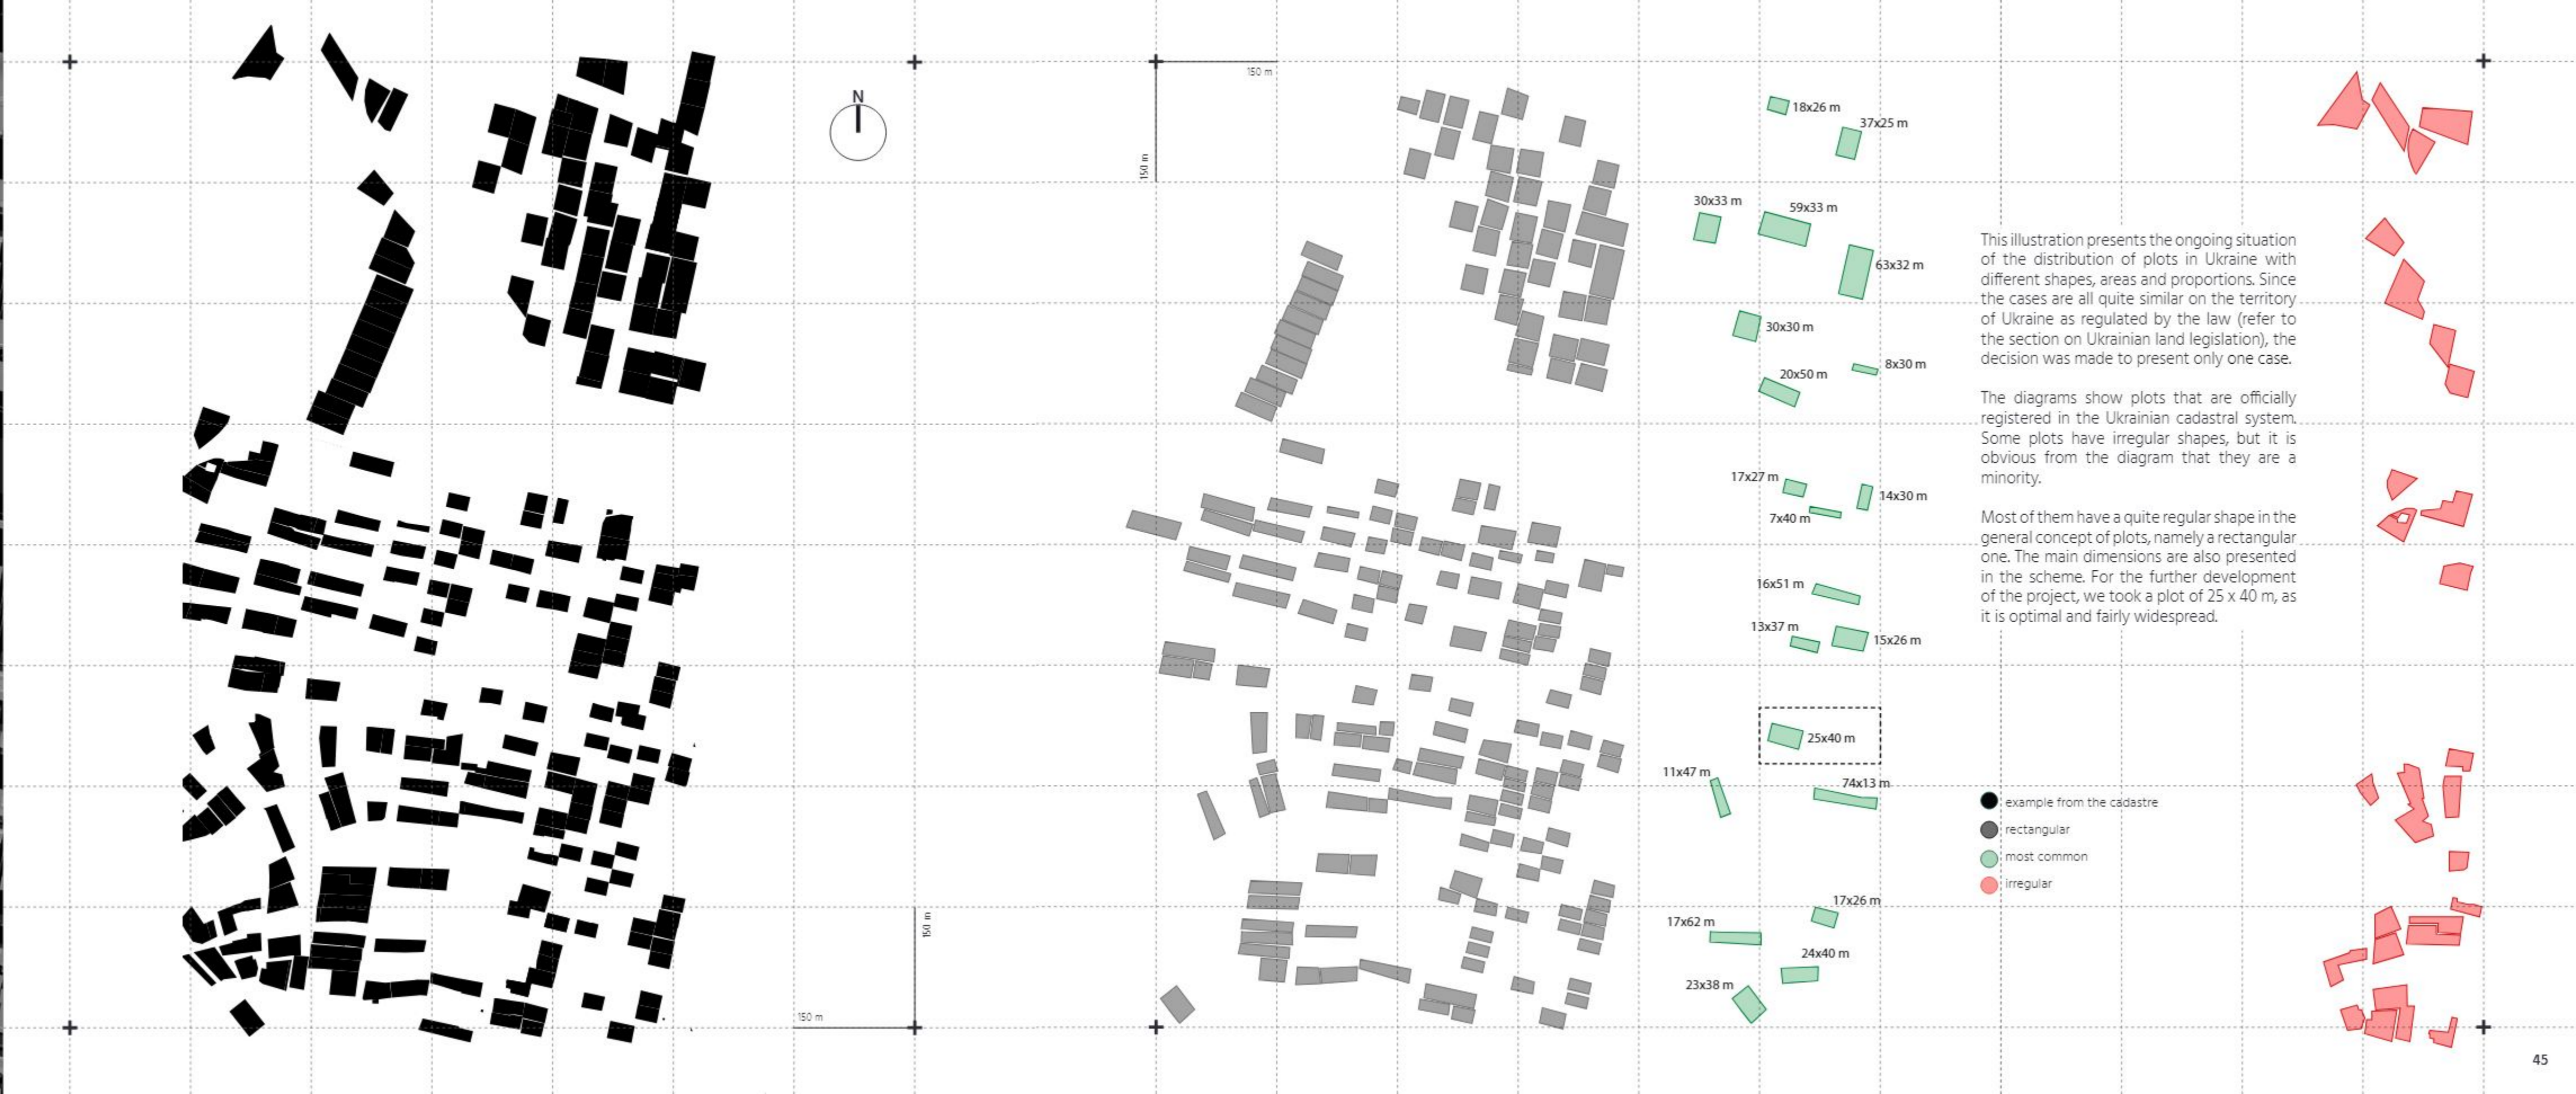 N
150 m
150 m
150 m
150 m
18x26 m
37x25 m
30x33 m
59x33 m
63x32 m
30x30 m
8x30 m
20x50 m
17x27 m
14x30 m
7x40 m
16x51 m
13x37 m
15x26 m
25x40 m
11x47 m
74x13 m
17x26 m
17x62 m
24x40 m
23x38 m
This illustration presents the ongoing situation
of the distribution of plots in Ukraine with
different shapes, areas and proportions. Since
the cases are all quite similar on the territory
of Ukraine as regulated by the law (refer to
the section on Ukrainian land legislation), the
decision was made to present only one case.
The diagrams show plots that are officially
registered in the Ukrainian cadastral system.
Some plots have irregular shapes, but it is
obvious from the diagram that they are a
minority.
Most of them have a quite regular shape in the
general concept of plots, namely a rectangular
one. The main dimensions are also presented
in the scheme. For the further development
of the project, we took a plot of 25 x 40 m, as
it is optimal and fairly widespread.
example from the cadastre
rectangular
most common
irregular
45